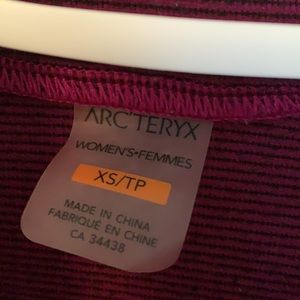 ARC'TERYX
WOMEN'S•FEMMES
XS/TP
MADE IN CHINA
FABRIQUÉ EN CHINE
CA 34438